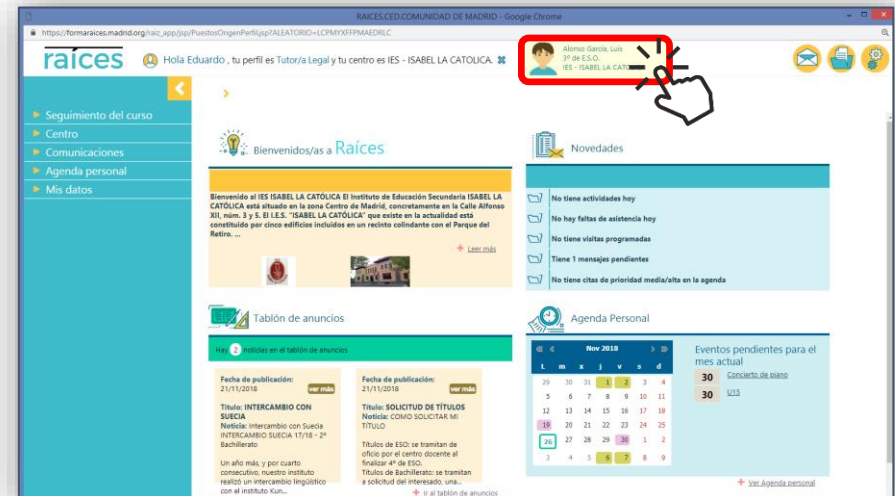 RAICES.CED.COMUNIDAD DE MADRID - Google Chrome
https://formaraices.madrid.org/raiz_app/jsp/PuestosOrigenPerfil.jsp?ALEATORIO=LCPMYXFFPMAEDRLC
raíces
Hola Eduardo , tu perfil es Tutor/a Legal y tu centro es IES - ISABEL LA CATOLICA.
Alonso García, Luis
3º de E.S.O.
IES - ISABEL LA CATO
Seguimiento del curso
Centro
Comunicaciones
Agenda personal
Mis datos
Bienvenidos/as a Raíces
Bienvenido al IES ISABEL LA CATÓLICA El Instituto de Educación Secundaria ISABEL LA
CATÓLICA está situado en la zona Centro de Madrid, concretamente en la Calle Alfonso
XII, núm. 3 y 5. El I.E.S. "ISABEL LA CATÓLICA" que existe en la actualidad está
constituido por cinco edificios incluidos en un recinto colindante con el Parque del
Retiro. ...
Leer más
Novedades
No tiene actividades hoy
No hay faltas de asistencia hoy
No tiene visitas programadas
Tiene 1 mensajes pendientes
No tiene citas de prioridad media/alta en la agenda
Tablón de anuncios
Hay 2 noticias en el tablón de anuncios
Fecha de publicación:
21/11/2018
ver más
Título: INTERCAMBIO CON
SUECIA
Noticia: Intercambio con Suecia
INTERCAMBIO SUECIA 17/18 - 2º
Bachillerato
Un año más, y por cuarto
consecutivo, nuestro instituto
realizó un intercambio lingüístico
con el instituto Kun...
Fecha de publicación:
21/11/2018
ver más
Título: SOLICITUD DE TÍTULOS
Noticia: COMO SOLICITAR MI
TÍTULO
Títulos de ESO: se tramitan de
oficio por el centro docente al
finalizar 4º de ESO.
Títulos de Bachillerato: se tramitan
a solicitud del interesado, una...
Ir al tablón de anuncios
Agenda Personal
Nov 2018
L m x j v s d
29 30 31 1 2 3 4
5 6 7 8 9 10 11
12 13 14 15 16 17 18
19 20 21 22 23 24 25
26 27 28 29 30 1 2
3 4 5 6 7 8 9
Eventos pendientes para el
mes actual
30 Concierto de piano
30 U15
Ver Agenda personal